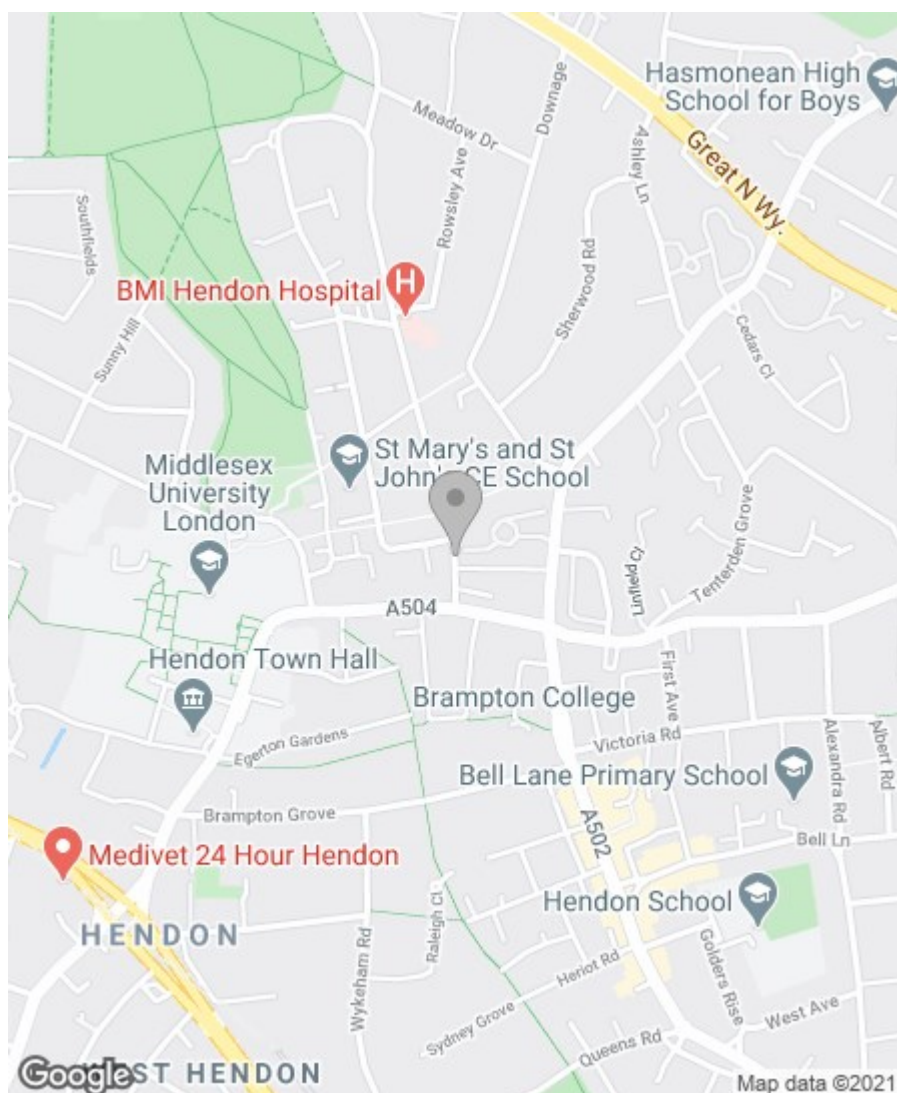 Hasmonean High
School for Boys
Downage
Meadow Dr
Great N Wy.
Ashley Ln
Rowsley Ave
Southfields
BMI Hendon Hospital
H
Sherwood Rd
Sunny Hill
Cedars Cl
St Mary's and St
John's CE School
Middlesex
University
London
Tenterden Grove
Linfield Cl
A504
Hendon Town Hall
First Ave
Brampton College
Egerton Gardens
Victoria Rd
Alexandra Rd
Albert Rd
Bell Lane Primary School
Brampton Grove
A502
Bell Ln
Medivet 24 Hour Hendon
Hendon School
HENDON
Raleigh Cl
Wykeham Rd
Heriot Rd
Golders Rise
West Ave
Sydney Grove
Queens Rd
Google
WEST HENDON
Map data ©2021